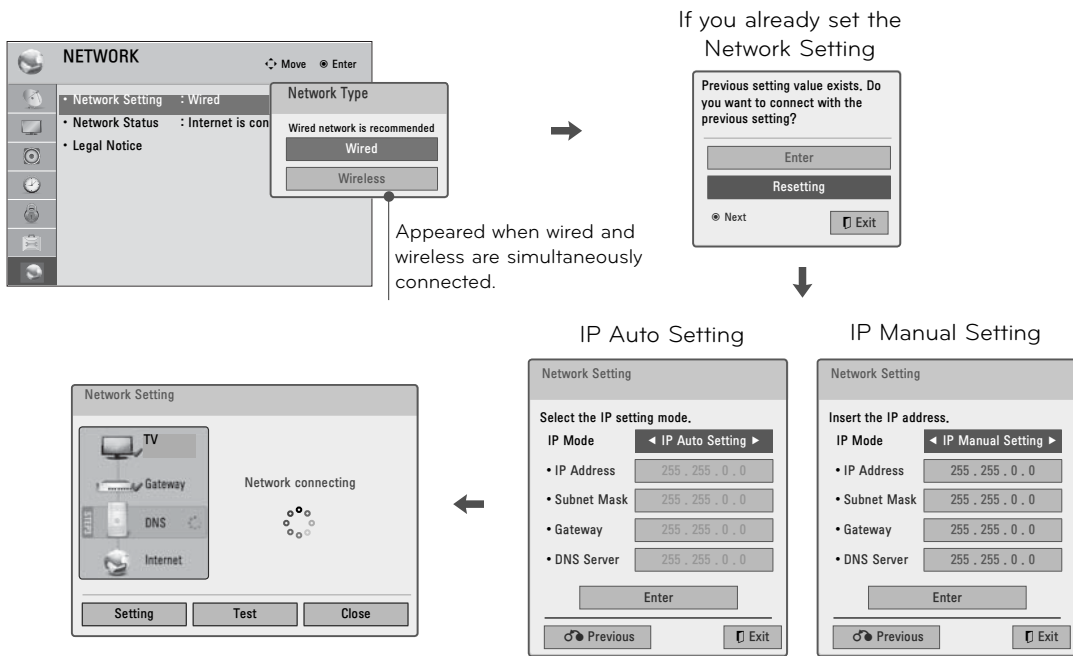 If you already set the
Network Setting
NETWORK
Move Enter
• Network Setting : Wired
• Network Status : Internet is con
• Legal Notice
Network Type
Wired network is recommended
Wired
Wireless
Appeared when wired and
wireless are simultaneously
connected.
Previous setting value exists. Do
you want to connect with the
previous setting?
Enter
Resetting
Next
Exit
IP Auto Setting
Network Setting
Select the IP setting mode.
IP Mode ◄ IP Auto Setting ►
• IP Address 255 . 255 . 0 . 0
• Subnet Mask 255 . 255 . 0 . 0
• Gateway 255 . 255 . 0 . 0
• DNS Server 255 . 255 . 0 . 0
Enter
Previous
Exit
IP Manual Setting
Network Setting
Insert the IP address.
IP Mode ◄ IP Manual Setting ►
• IP Address 255 . 255 . 0 . 0
• Subnet Mask 255 . 255 . 0 . 0
• Gateway 255 . 255 . 0 . 0
• DNS Server 255 . 255 . 0 . 0
Enter
Previous
Exit
Network Setting
TV
Gateway
DNS
Internet
Network connecting
Setting
Test
Close